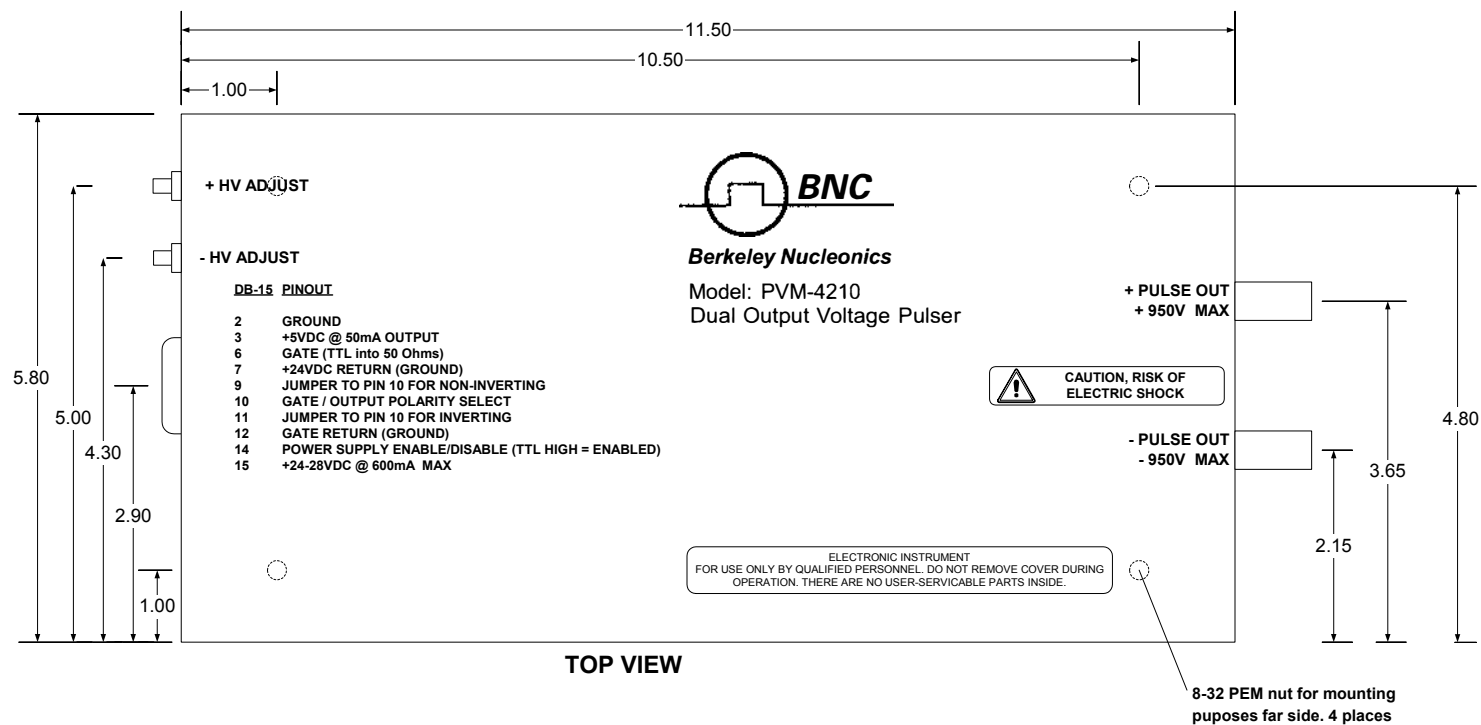 11.50
10.50
1.00
+ HV ADJUST
BNC
- HV ADJUST
Berkeley Nucleonics
DB-15 PINOUT
Model: PVM-4210
Dual Output Voltage Pulser
+ PULSE OUT
+ 950V MAX
2 GROUND
3 +5VDC @ 50mA OUTPUT
6 GATE (TTL into 50 Ohms)
7 +24VDC RETURN (GROUND)
9 JUMPER TO PIN 10 FOR NON-INVERTING
10 GATE / OUTPUT POLARITY SELECT
11 JUMPER TO PIN 10 FOR INVERTING
12 GATE RETURN (GROUND)
14 POWER SUPPLY ENABLE/DISABLE (TTL HIGH = ENABLED)
15 +24-28VDC @ 600mA MAX
CAUTION, RISK OF
ELECTRIC SHOCK
- PULSE OUT
- 950V MAX
5.80
5.00
4.30
2.90
1.00
4.80
3.65
2.15
ELECTRONIC INSTRUMENT
FOR USE ONLY BY QUALIFIED PERSONNEL. DO NOT REMOVE COVER DURING
OPERATION. THERE ARE NO USER-SERVICABLE PARTS INSIDE.
TOP VIEW
8-32 PEM nut for mounting
puposes far side. 4 places